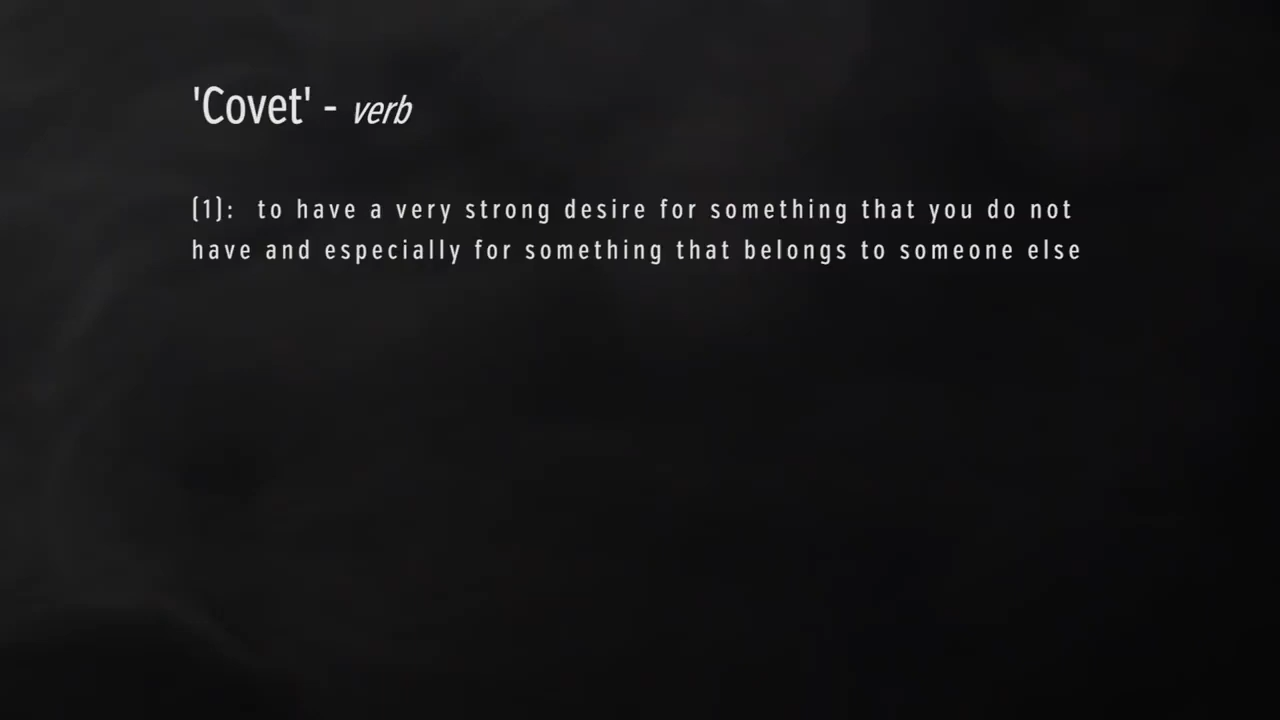 'Covet' - verb
(1): to have a very strong desire for something that you do not
have and especially for something that belongs to someone else